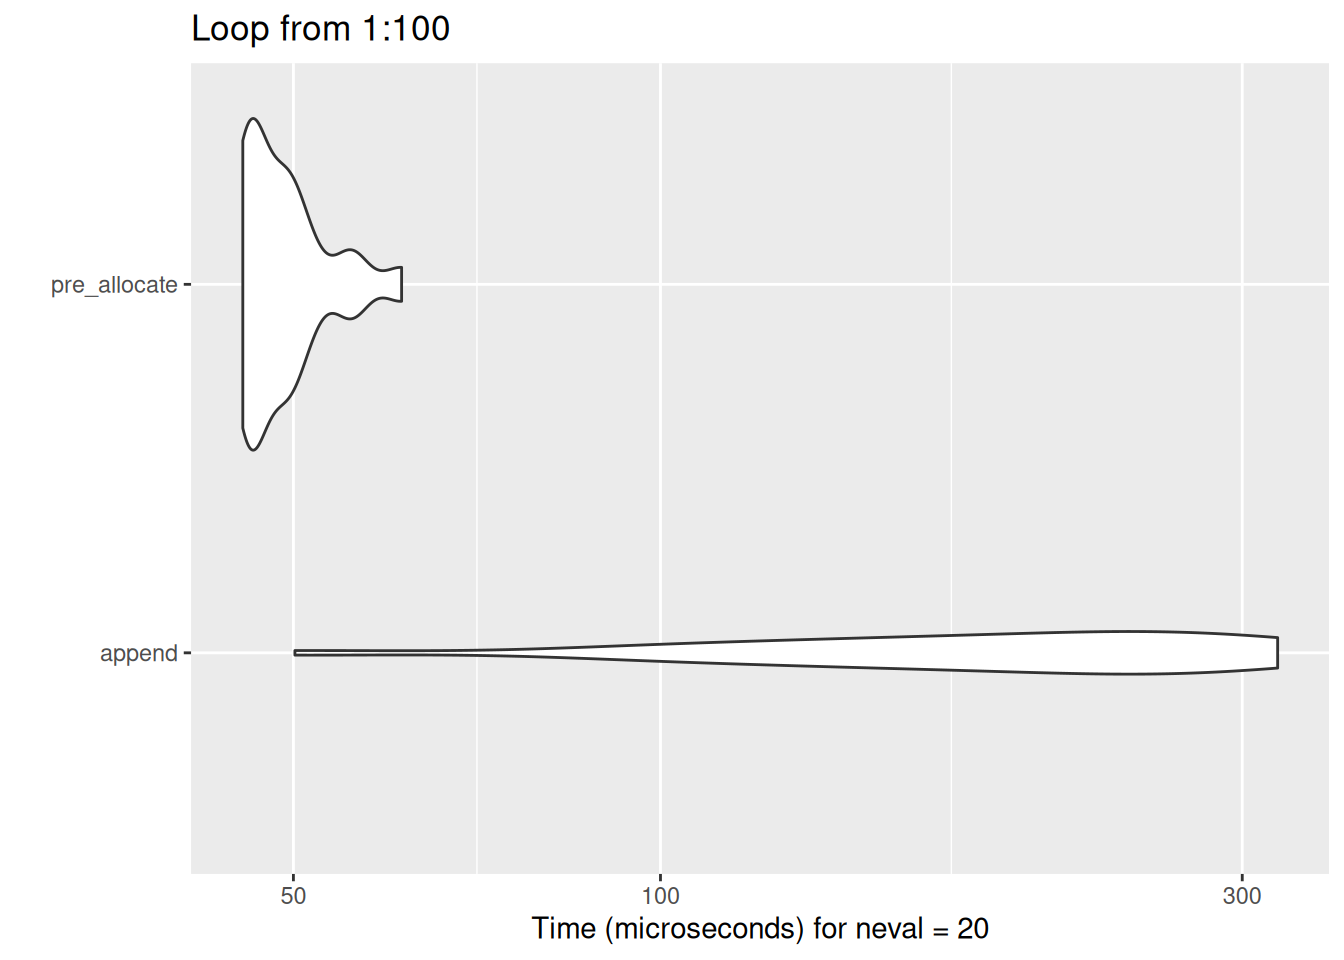 Loop from 1:100
pre_allocate
append
50
100
300
Time (microseconds) for neval = 20